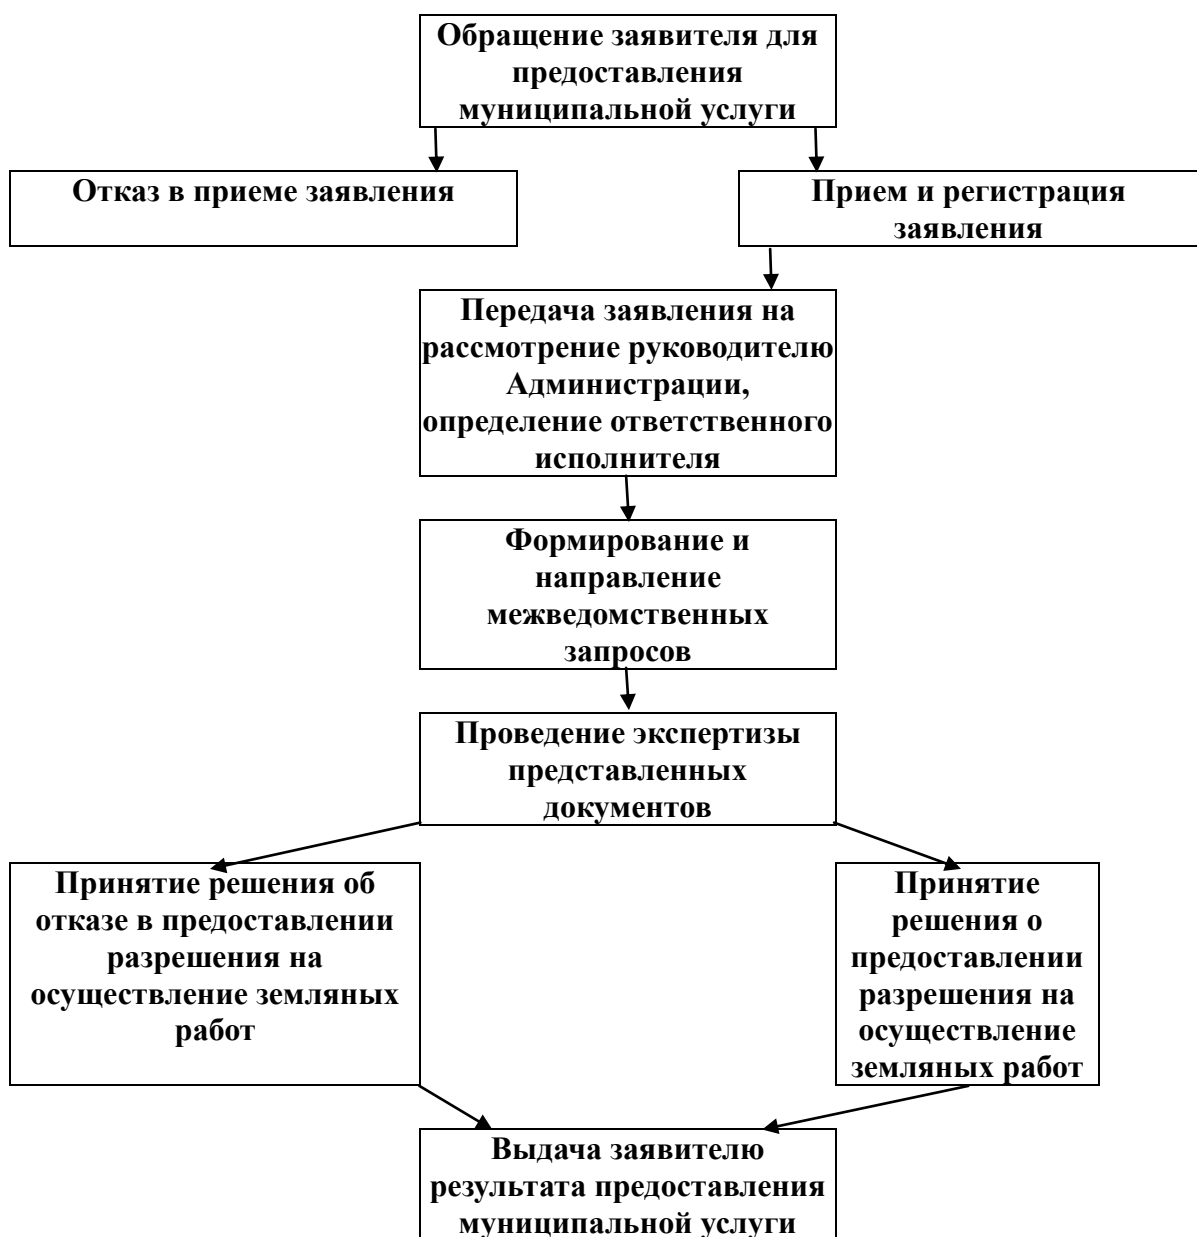 Обращение заявителя для
предоставления
муниципальной услуги
Отказ в приеме заявления
Прием и регистрация
заявления
Передача заявления на
рассмотрение руководителю
Администрации,
определение ответственного
исполнителя
Формирование и
направление
межведомственных
запросов
Проведение экспертизы
представленных
документов
Принятие решения об
отказе в предоставлении
разрешения на
осуществление земляных
работ
Принятие
решения о
предоставлении
разрешения на
осуществление
земляных работ
Выдача заявителю
результата предоставления
муниципальной услуги